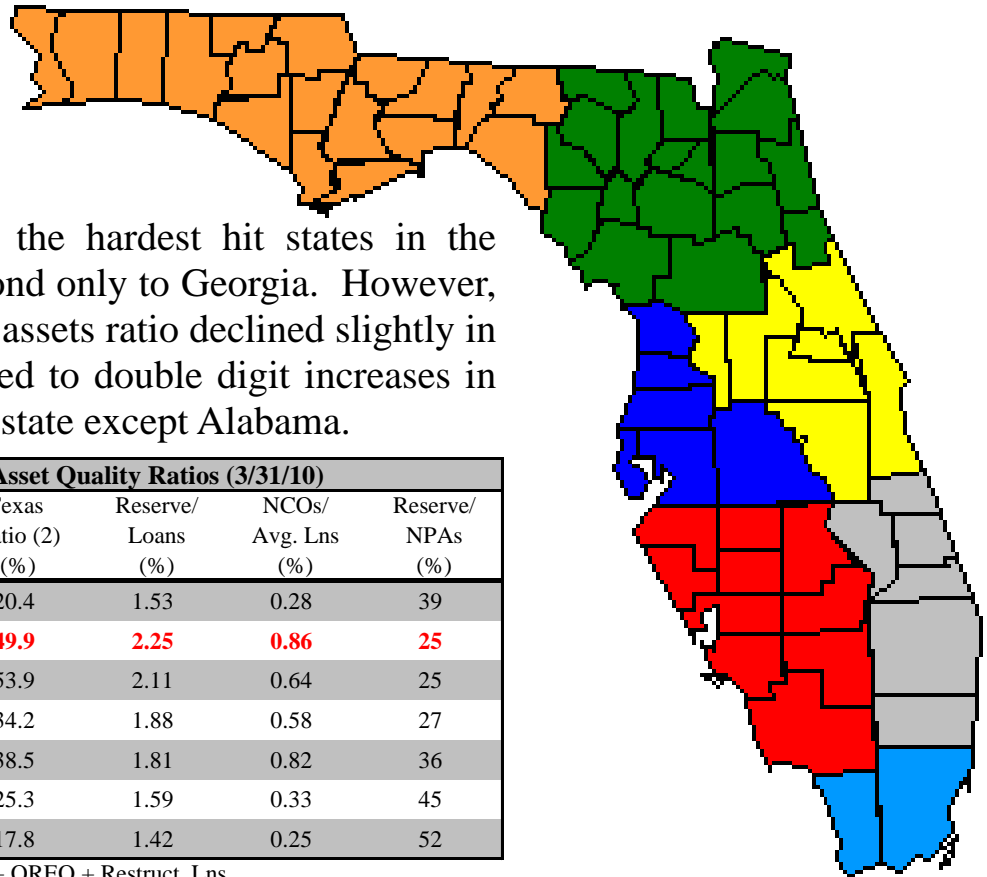 the hardest hit states in the
only to Georgia. However,
assets ratio declined slightly in
to double digit increases in
state except Alabama.
Asset Quality Ratios (3/31/10)
Reserve/ NCOs/ Reserve/
(2) Loans Avg. Lns NPAs
(%) (%) (%) (%)
20.4 1.53 0.28 39
49.9 2.25 0.86 25
53.9 2.11 0.64 25
34.2 1.88 0.58 27
38.5 1.81 0.82 36
25.3 1.59 0.33 45
17.8 1.42 0.25 52
+ OREO + Restruct. Lns